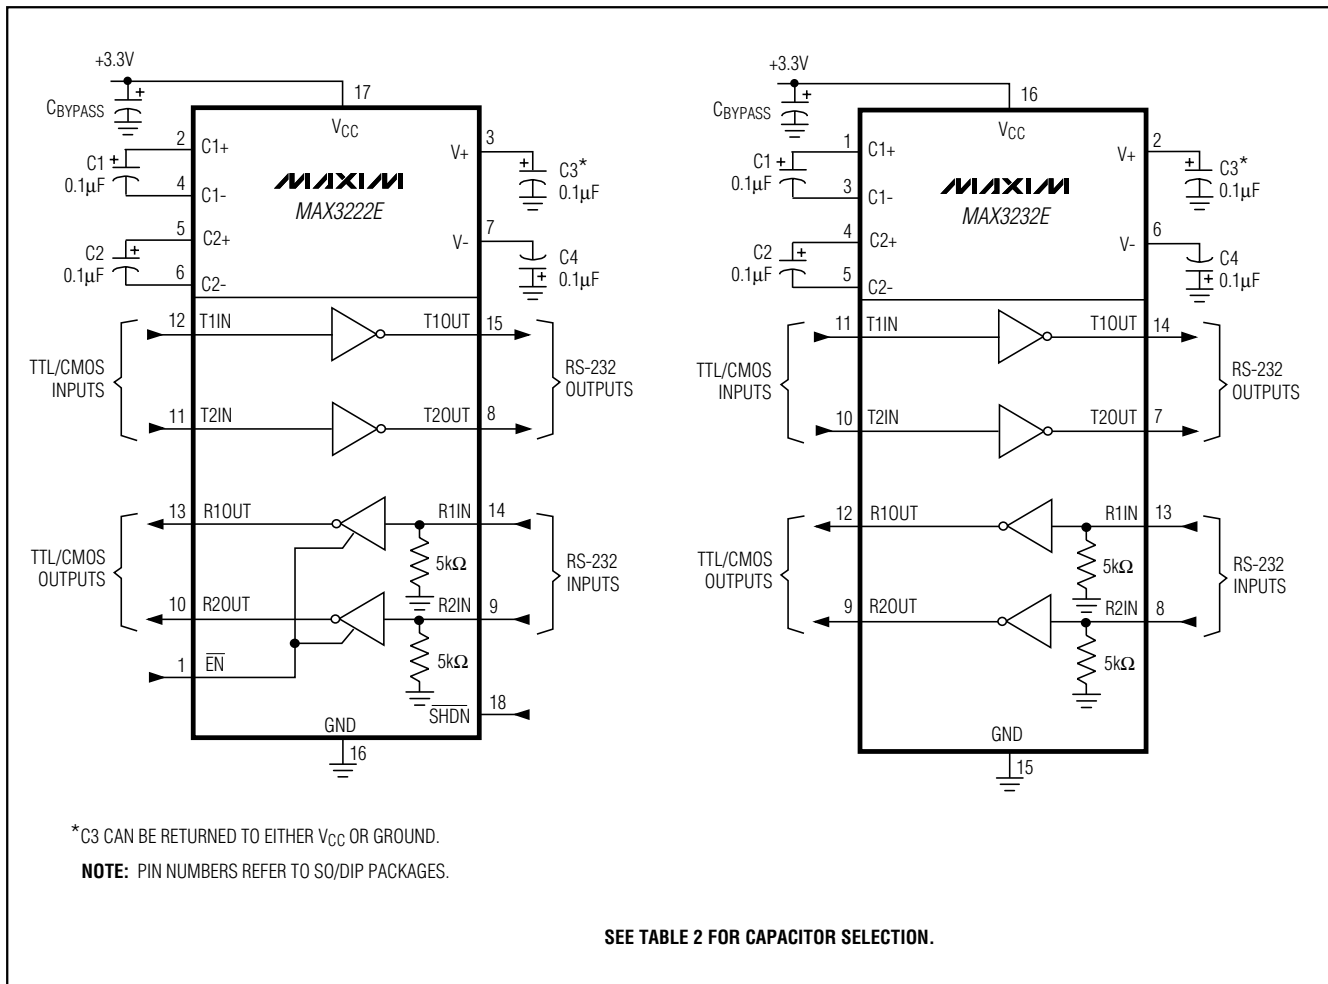 +3.3V
CBYPASS
17
VCC
2
C1+
C1
0.1µF
4
C1-
5
C2+
C2
0.1µF
6
C2-
MAXIM
MAX3222E
3
V+
C3*
0.1µF
7
V-
C4
0.1µF
TTL/CMOS
INPUTS
12
T1IN
T1OUT
15
11
T2IN
T2OUT
8
RS-232
OUTPUTS
TTL/CMOS
OUTPUTS
13
R1OUT
R1IN
14
5kΩ
10
R2OUT
R2IN
9
5kΩ
RS-232
INPUTS
1
EN
SHDN
18
GND
16
+3.3V
CBYPASS
16
VCC
1
C1+
C1
0.1µF
3
C1-
4
C2+
C2
0.1µF
5
C2-
MAXIM
MAX3232E
2
V+
C3*
0.1µF
6
V-
C4
0.1µF
TTL/CMOS
INPUTS
11
T1IN
T1OUT
14
10
T2IN
T2OUT
7
RS-232
OUTPUTS
TTL/CMOS
OUTPUTS
12
R1OUT
R1IN
13
5kΩ
9
R2OUT
R2IN
8
5kΩ
RS-232
INPUTS
GND
15
*C3 CAN BE RETURNED TO EITHER VCC OR GROUND.
NOTE: PIN NUMBERS REFER TO SO/DIP PACKAGES.
SEE TABLE 2 FOR CAPACITOR SELECTION.